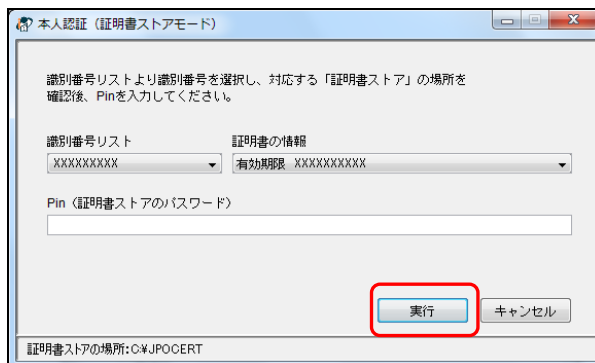 本人認証（証明書ストアモード）
識別番号リストより識別番号を選択し、対応する「証明書ストア」の場所を
確認後、Pinを入力してください。
識別番号リスト 証明書の情報
XXXXXXXXX 有効期限 XXXXXXXXXX
Pin（証明書ストアのパスワード）
実行 キャンセル
証明書ストアの場所:C:¥JPOCERT